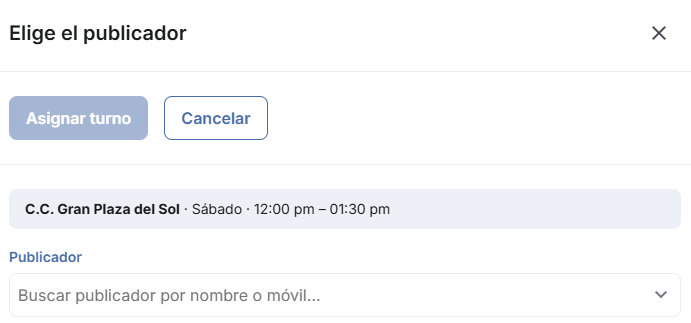 Elige el publicador
Asignar turno Cancelar
C.C. Gran Plaza del Sol · Sábado · 12:00 pm – 01:30 pm
Publicador
Buscar publicador por nombre o móvil...